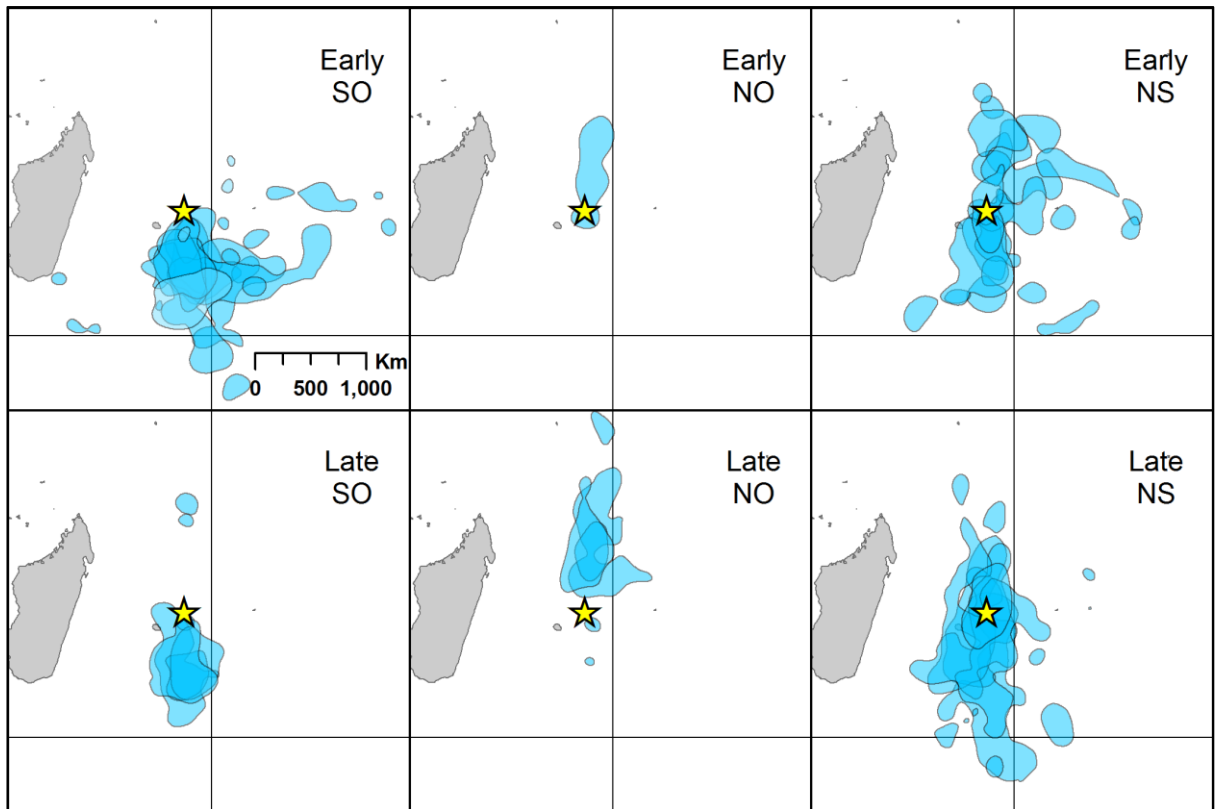 Early
SO
Early
NO
Early
NS
Km
0 500 1,000
Late
SO
Late
NO
Late
NS